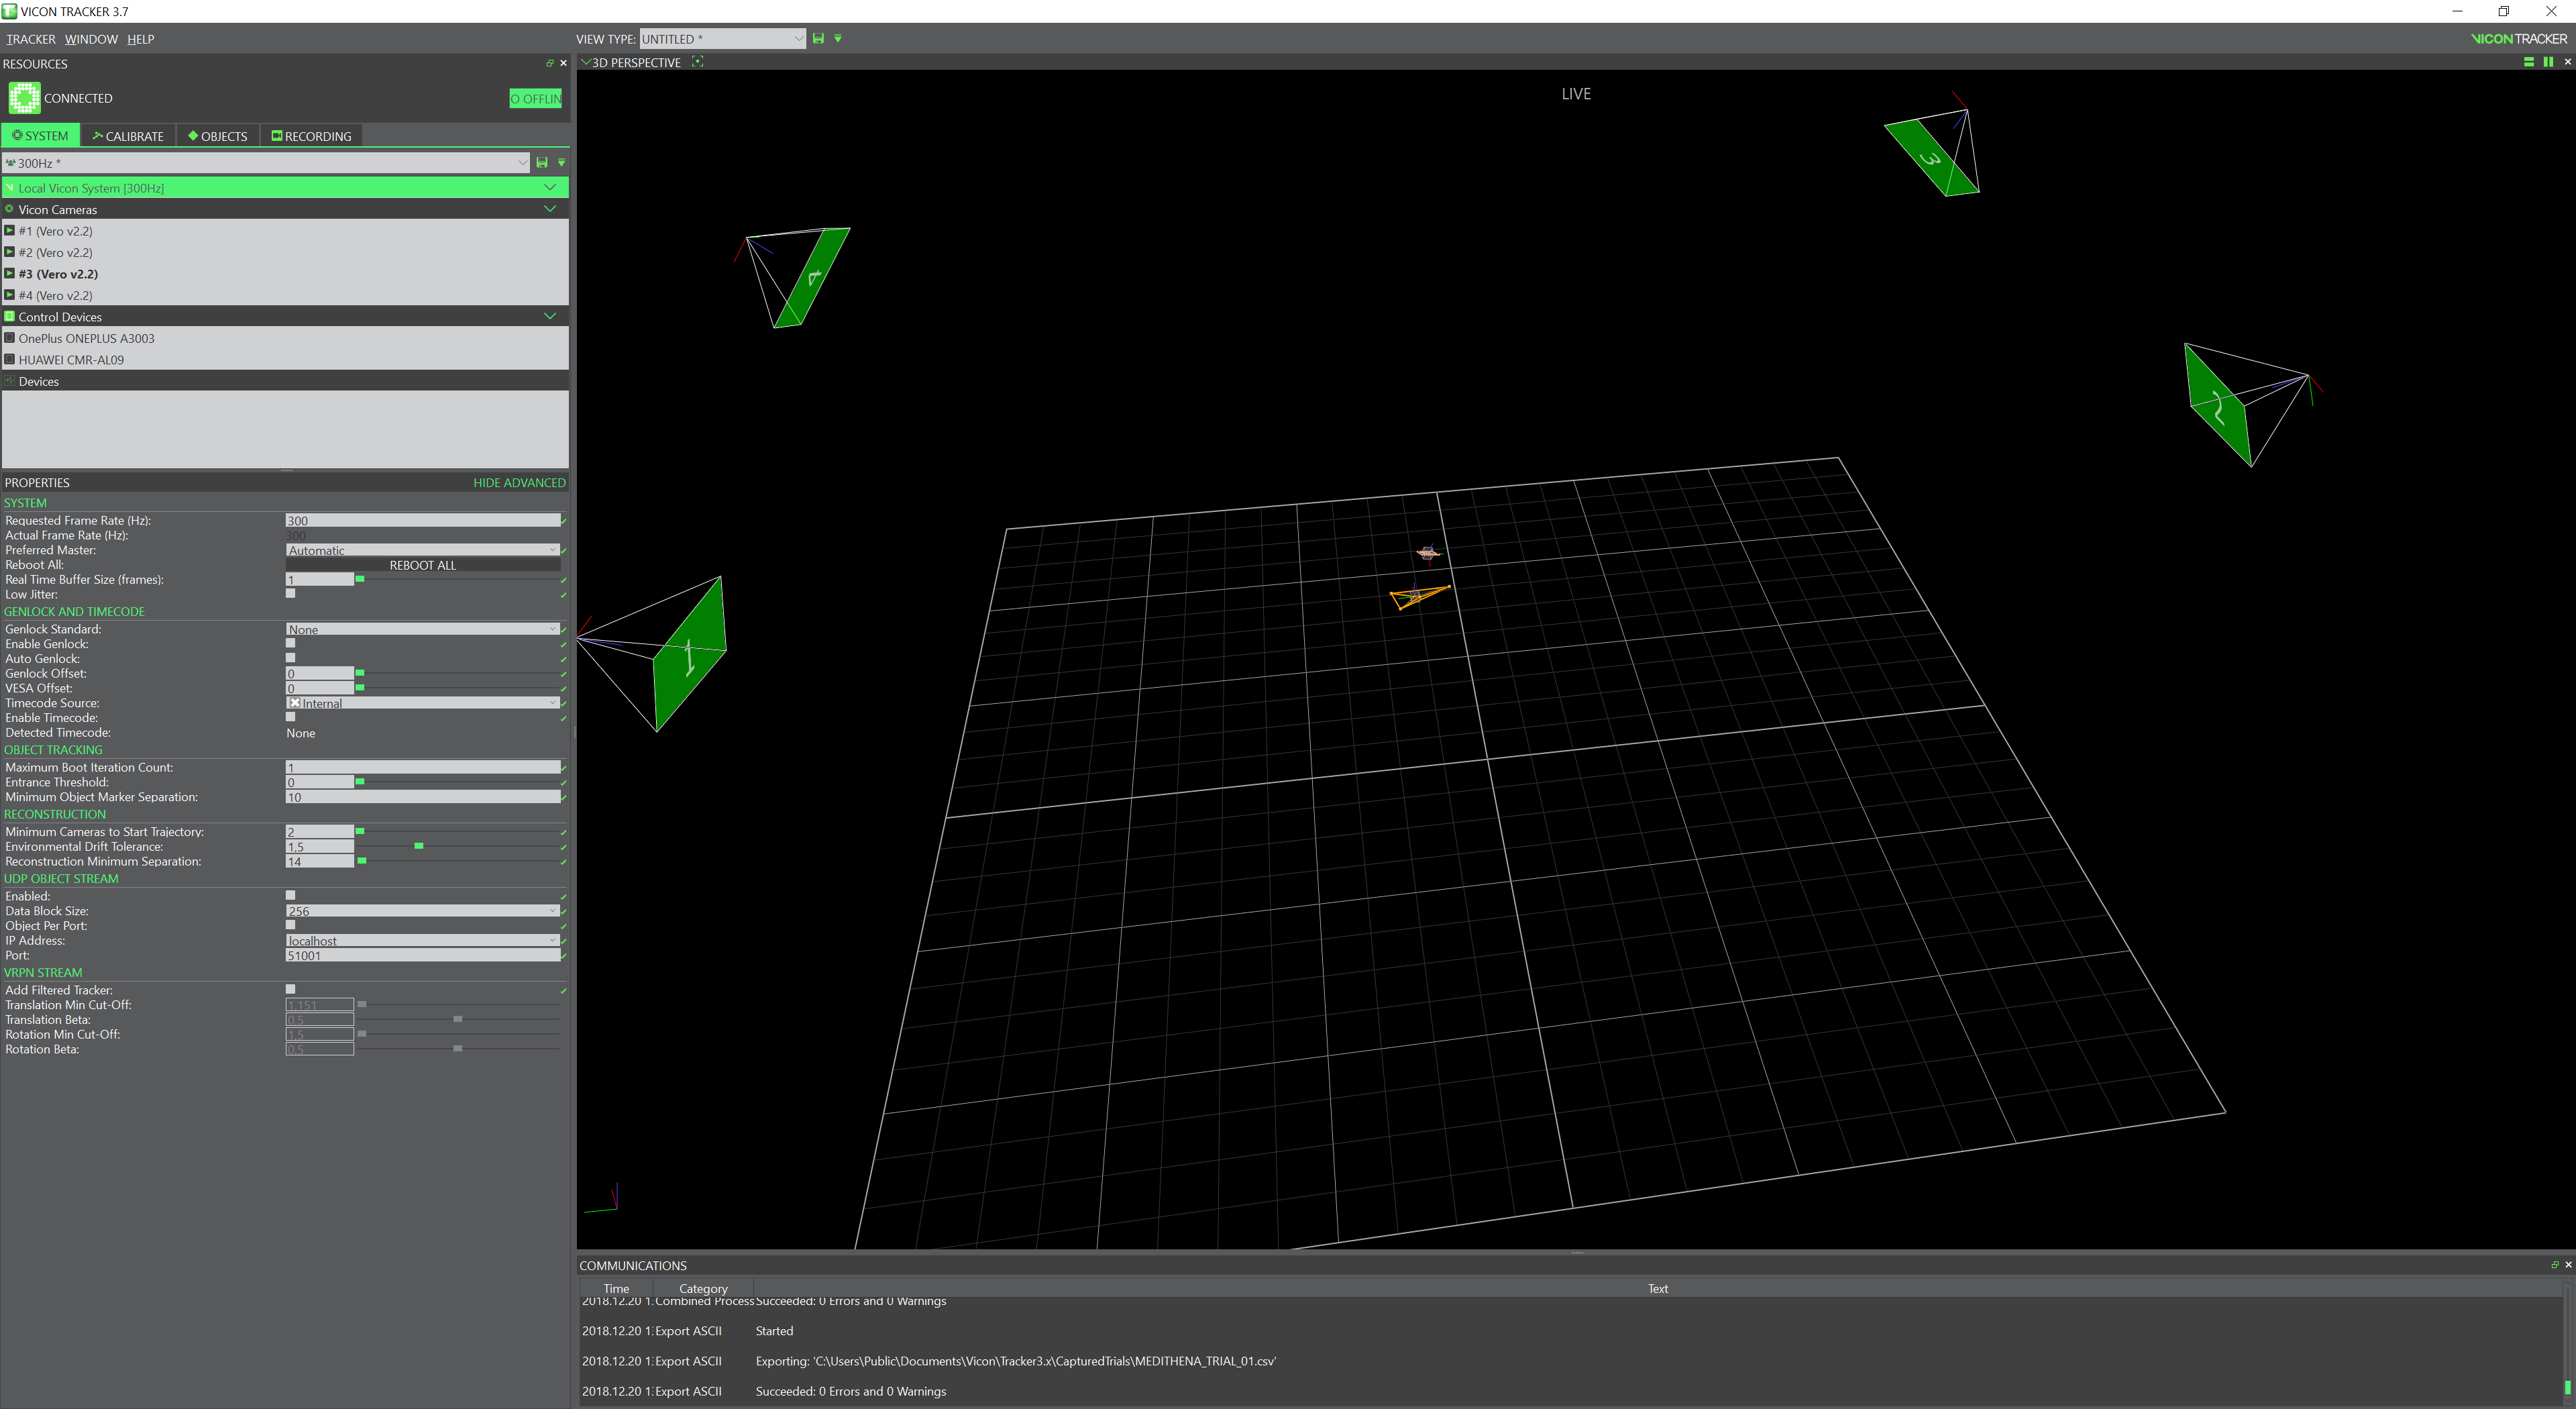 VICON TRACKER 3.7
TRACKER WINDOW HELP
VIEW TYPE: UNTITLED *
VICON TRACKER
RESOURCES
3D PERSPECTIVE
CONNECTED
O OFFLIN
LIVE
SYSTEM CALIBRATE OBJECTS RECORDING
300Hz *
Local Vicon System [300Hz]
Vicon Cameras
#1 (Vero v2.2)
#2 (Vero v2.2)
#3 (Vero v2.2)
#4 (Vero v2.2)
Control Devices
OnePlus ONEPLUS A3003
HUAWEI CMR-AL09
Devices
PROPERTIES HIDE ADVANCED
SYSTEM
Requested Frame Rate (Hz): 300
Actual Frame Rate (Hz): 300
Preferred Master: Automatic
Reboot All: REBOOT ALL
Real Time Buffer Size (frames): 1
Low Jitter:
GENLOCK AND TIMECODE
Genlock Standard: None
Enable Genlock:
Auto Genlock:
Genlock Offset: 0
VESA Offset: 0
Timecode Source: Internal
Enable Timecode:
Detected Timecode: None
OBJECT TRACKING
Maximum Boot Iteration Count: 1
Entrance Threshold: 0
Minimum Object Marker Separation: 10
RECONSTRUCTION
Minimum Cameras to Start Trajectory: 2
Environmental Drift Tolerance: 1.5
Reconstruction Minimum Separation: 14
UDP OBJECT STREAM
Enabled:
Data Block Size: 256
Object Per Port:
IP Address: localhost
Port: 51001
VRPN STREAM
Add Filtered Tracker:
Translation Min Cut-Off: 1.151
Translation Beta: 0.5
Rotation Min Cut-Off: 1.5
Rotation Beta: 0.5
3
4
2
1
COMMUNICATIONS
Time Category Text
2018.12.20 1: Combined Process Succeeded: 0 Errors and 0 Warnings
2018.12.20 1: Export ASCII Started
2018.12.20 1: Export ASCII Exporting: 'C:\Users\Public\Documents\Vicon\Tracker3.x\CapturedTrials\MEDITHENA_TRIAL_01.csv'
2018.12.20 1: Export ASCII Succeeded: 0 Errors and 0 Warnings